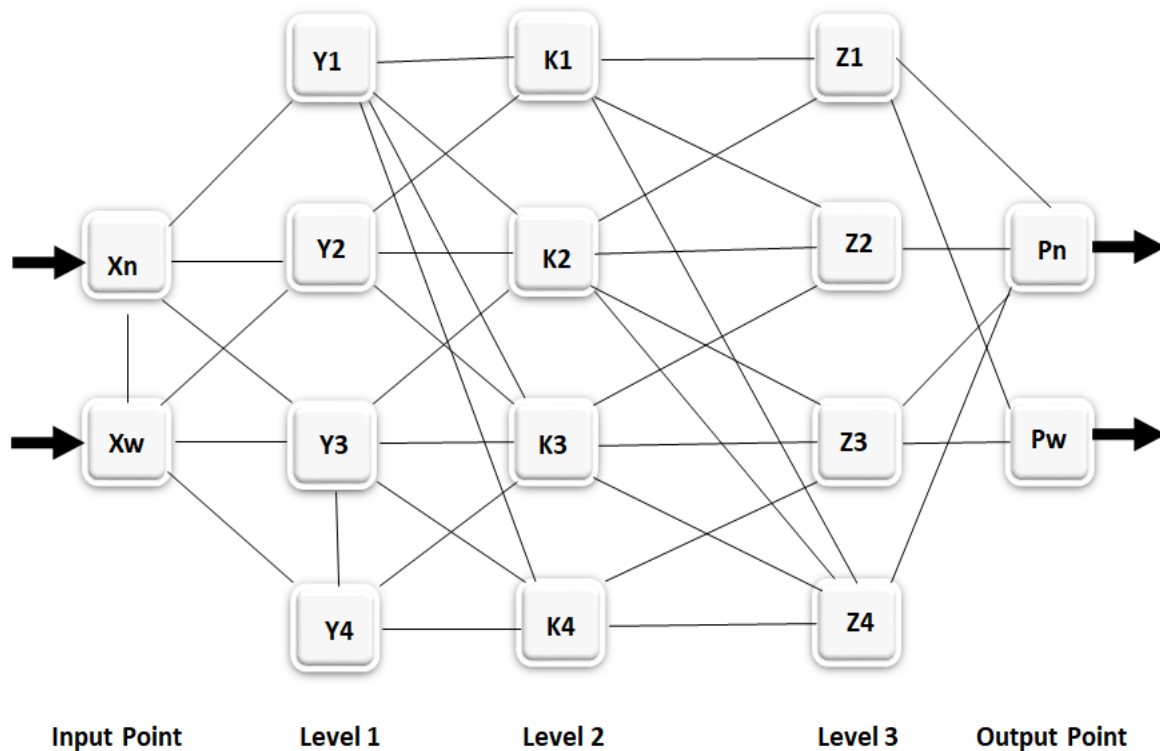 Y1 K1 Z1
Xn Y2 K2 Z2 Pn
Xw Y3 K3 Z3 Pw
Y4 K4 Z4
Input Point Level 1 Level 2 Level 3 Output Point